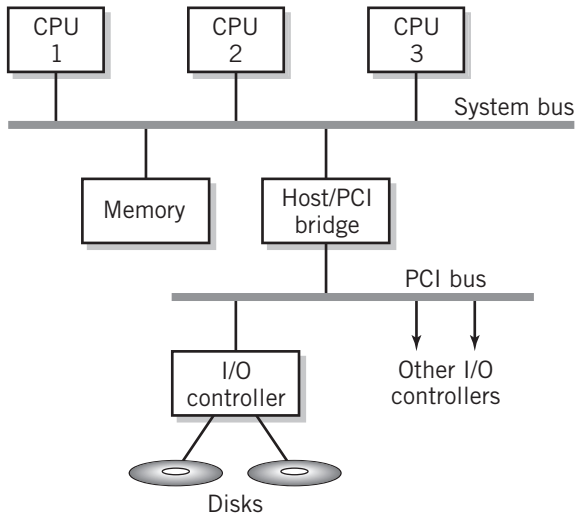 CPU
1
CPU
2
CPU
3
System bus
Memory
Host/PCI
bridge
PCI bus
I/O
controller
Other I/O
controllers
Disks